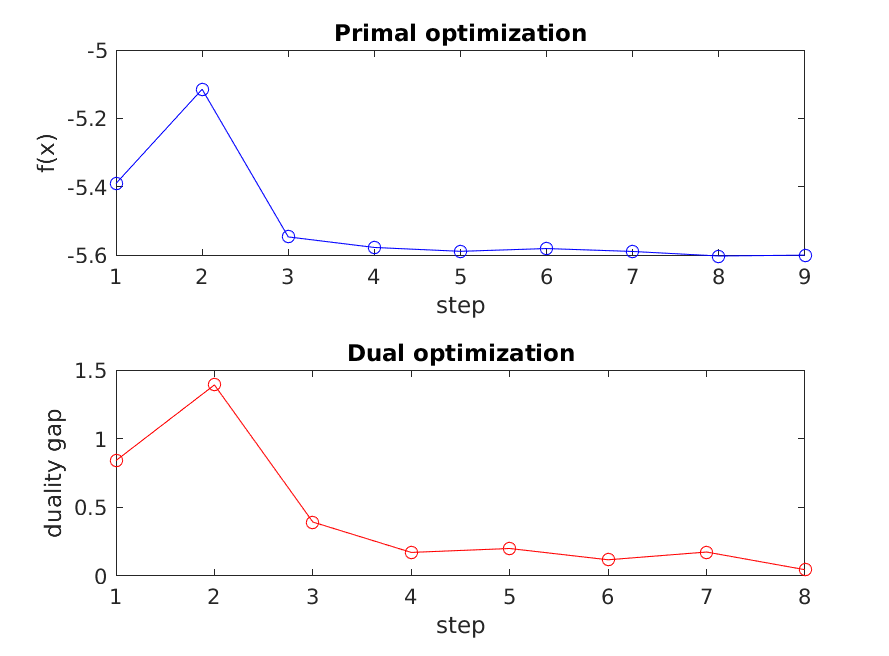 Primal optimization
-5
-5.2
-5.4
-5.6
f(x)
1 2 3 4 5 6 7 8 9
step
Dual optimization
1.5
1
0.5
0
duality gap
1 2 3 4 5 6 7 8
step